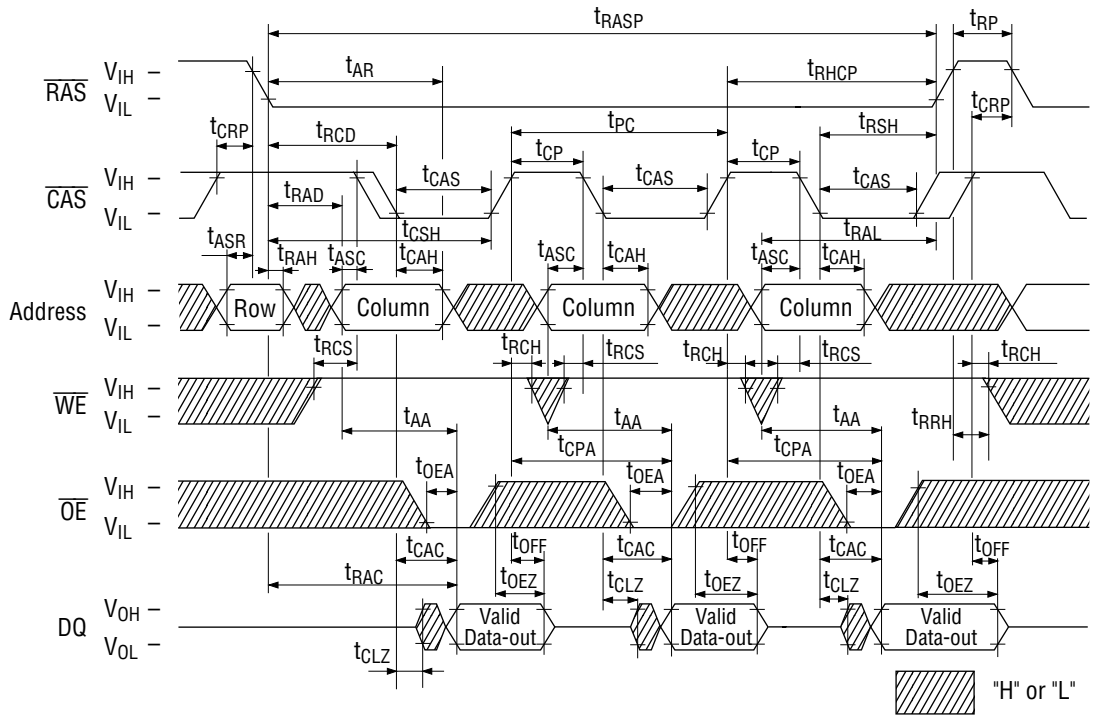 tRASP tRP
tAR tRHCP
RAS VIH –
VIL –
tCRP tRCD tPC tRSH tCRP
tCP tCP
CAS VIH –
VIL –
tRAD tCAS tCAS tCAS
tCSH tRAL
tASR tRAH tASC tCAH tASC tCAH tASC tCAH
Address VIH –
VIL –
Row Column Column Column
tRCS tRCH tRCS tRCH tRCS tRCH
WE VIH –
VIL –
tAA tAA tAA tRRH
tCPA tCPA
tOEA tOEA tOEA
OE VIH –
VIL –
tCAC tOFF tCAC tOFF tCAC tOFF
tRAC tOEZ tCLZ tOEZ tCLZ tOEZ
DQ VOH –
VOL –
Valid Data-out
Valid Data-out
Valid Data-out
tCLZ
"H" or "L"